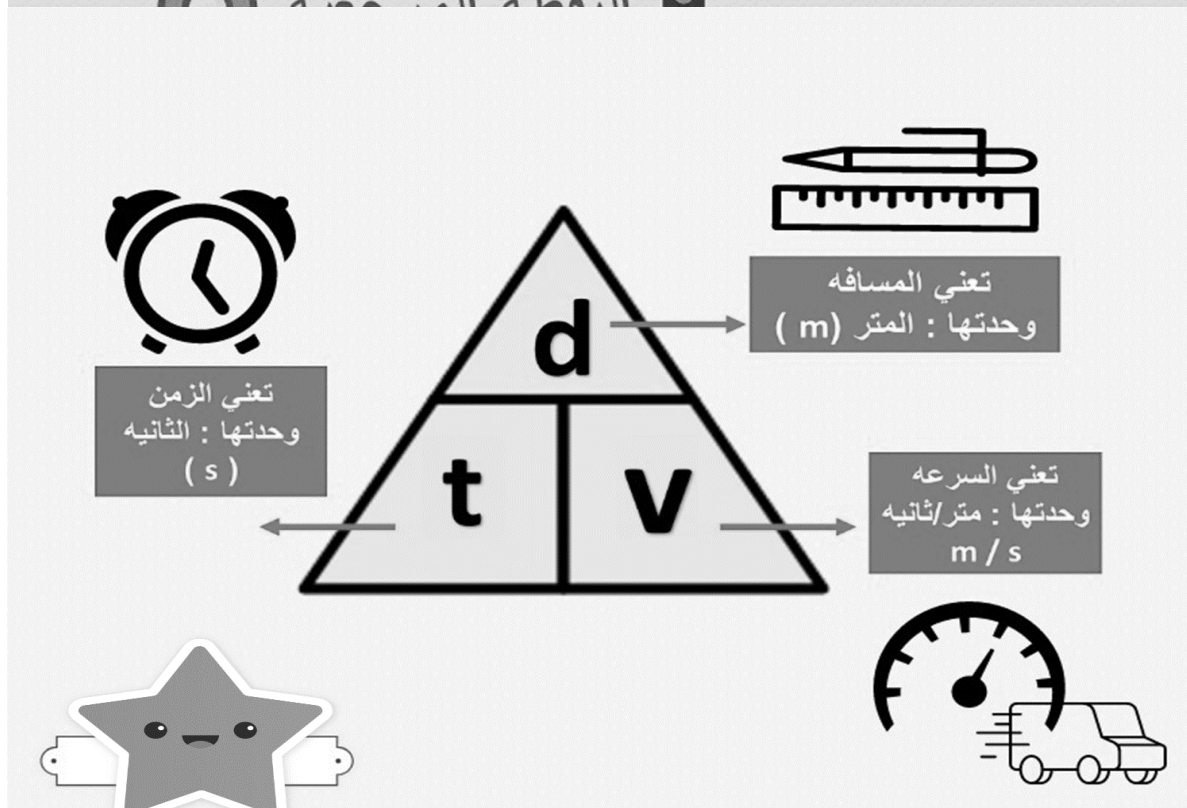 تعني المسافه
وحدتها : المتر (m )
d
تعني الزمن
وحدتها : الثانيه
( s )
t
v
تعني السرعه
وحدتها : متر/ثانيه
m / s